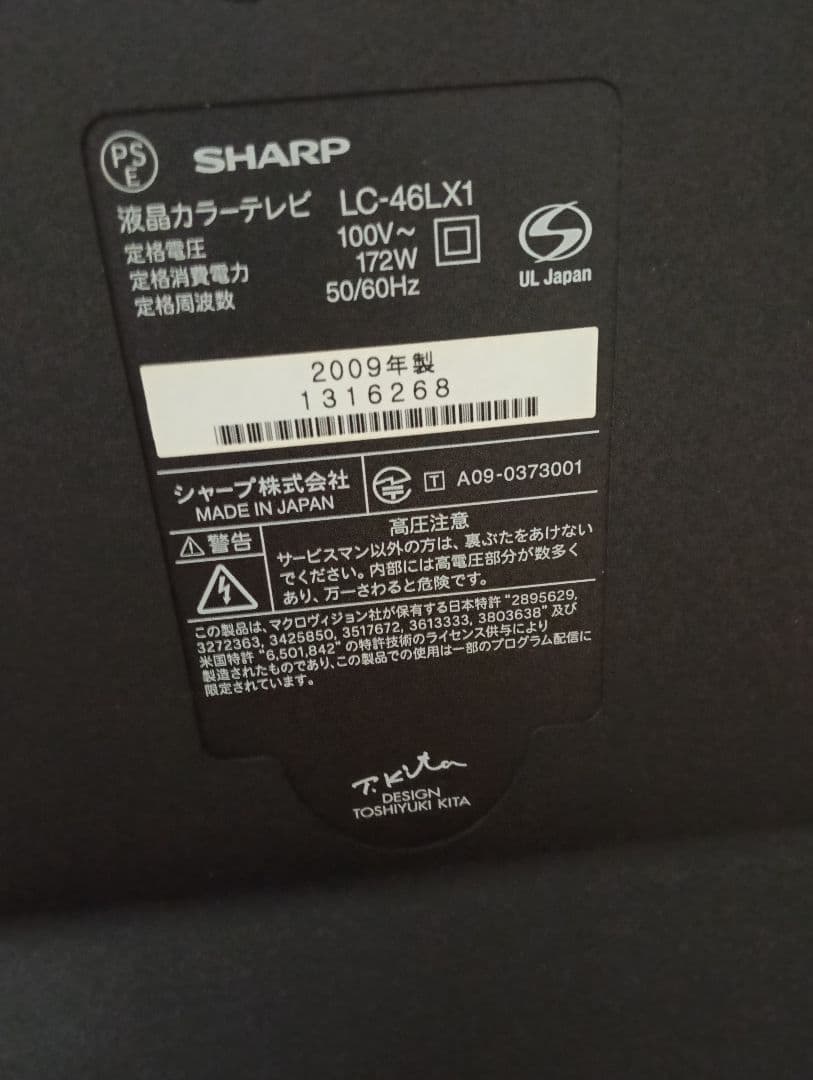 PS E
SHARP
液晶カラーテレビ LC-46LX1
定格電圧 100V～
定格消費電力 172W
定格周波数 50/60Hz
UL Japan
2009年製
1316268
シャープ株式会社
MADE IN JAPAN
T A09-0373001
警告
高圧注意
サービスマン以外の方は、裏ぶたをあけない
でください。内部には高電圧部分が数多く
あり、万一さわると危険です。
この製品は、マクロヴィジョン社が保有する日本特許 "2895629,
3272363, 3425850, 3517672, 3613333, 3803638" 及び
米国特許 "6,501,842" の特許技術のライセンス供与により
製造されたものであり、この製品での使用は一部のプログラム配信に
限定されています。
T.Kita
DESIGN
TOSHIYUKI KITA